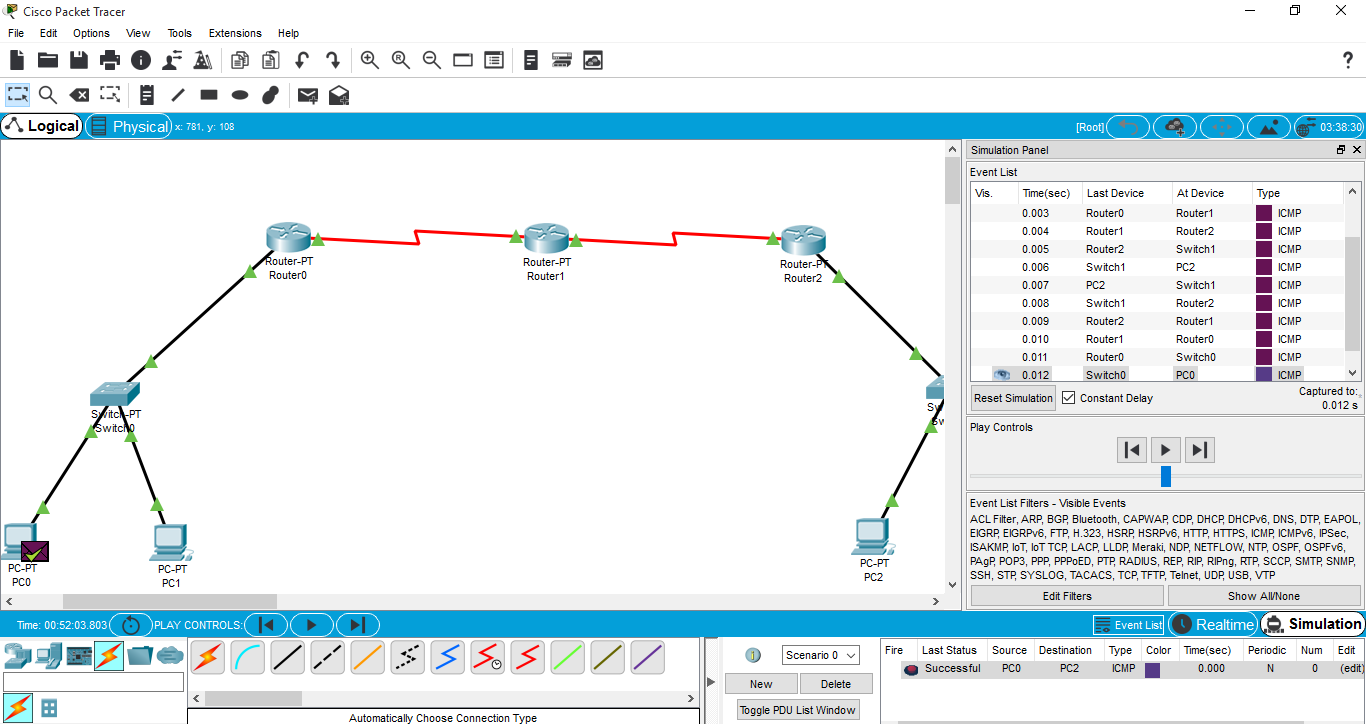 Cisco Packet Tracer
File Edit Options View Tools Extensions Help
Logical Physical x: 781, y: 108 [Root] 03:38:30
Router-PT
Router0
Router-PT
Router1
Router-PT
Router2
Switch-PT
Switch0
Sw
Sw
PC-PT
PC0
PC-PT
PC1
PC-PT
PC2
Simulation Panel
Event List
Vis. Time(sec) Last Device At Device Type
0.003 Router0 Router1 ICMP
0.004 Router1 Router2 ICMP
0.005 Router2 Switch1 ICMP
0.006 Switch1 PC2 ICMP
0.007 PC2 Switch1 ICMP
0.008 Switch1 Router2 ICMP
0.009 Router2 Router1 ICMP
0.010 Router1 Router0 ICMP
0.011 Router0 Switch0 ICMP
0.012 Switch0 PC0 ICMP
Reset Simulation Constant Delay Captured to:
0.012 s
Play Controls
Event List Filters - Visible Events
ACL Filter, ARP, BGP, Bluetooth, CAPWAP, CDP, DHCP, DHCPv6, DNS, DTP, EAPOL,
EIGRP, EIGRPv6, FTP, H.323, HSRP, HSRPv6, HTTP, HTTPS, ICMP, ICMPv6, IPSec,
ISAKMP, IoT, IoT TCP, LACP, LLDP, Meraki, NDP, NETFLOW, NTP, OSPF, OSPFv6,
PAgP, POP3, PPP, PPPoED, PTP, RADIUS, REP, RIP, RIPng, RTP, SCCP, SMTP, SNMP,
SSH, STP, SYSLOG, TACACS, TCP, TFTP, Telnet, UDP, USB, VTP
Edit Filters Show All/None
Time: 00:52:03.803 PLAY CONTROLS: Event List Realtime Simulation
Automatically Choose Connection Type
Scenario 0
New Delete
Toggle PDU List Window
Fire Last Status Source Destination Type Color Time(sec) Periodic Num Edit
Successful PC0 PC2 ICMP 0.000 N 0 (edit)